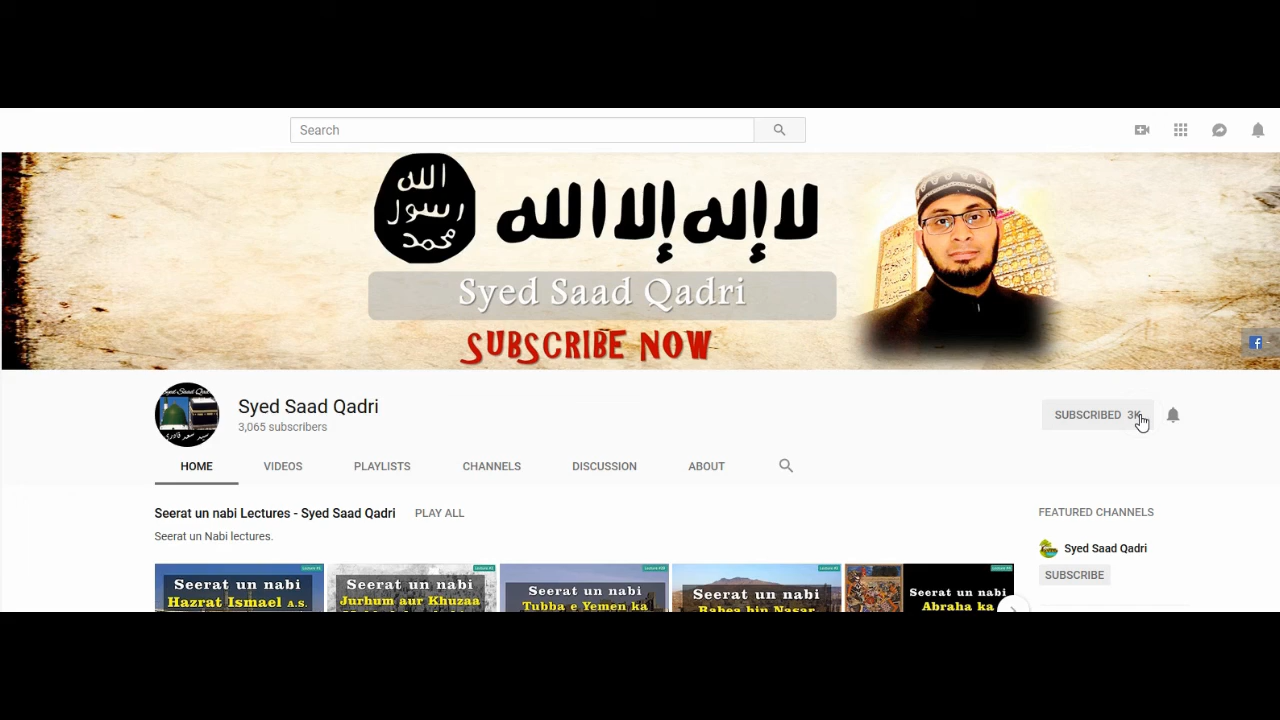 Search
الله
رسول
محمد
لا إله إلا الله
Syed Saad Qadri
SUBSCRIBE NOW
Syed Saad Qadri
3,065 subscribers
SUBSCRIBED 3K
HOME VIDEOS PLAYLISTS CHANNELS DISCUSSION ABOUT
Seerat un nabi Lectures - Syed Saad Qadri PLAY ALL
Seerat un Nabi lectures.
FEATURED CHANNELS
Syed Saad Qadri
SUBSCRIBE
Seerat un nabi
Hazrat Ismael A.S.
Seerat un nabi
Jurhum aur Khuzaa
Seerat un nabi
Tubba e Yemen ka
Seerat un nabi
Rabea bin Nasar
Seerat un nabi
Abraha ka